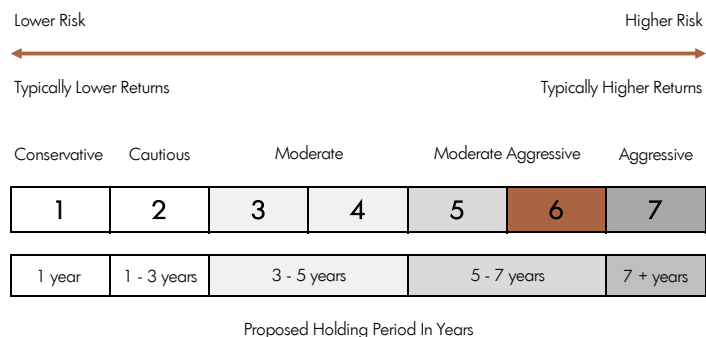 Lower Risk Higher Risk
Typically Lower Returns Typically Higher Returns
Conservative Cautious Moderate Moderate Aggressive Aggressive
1 2 3 4 5 6 7
1 year 1 - 3 years 3 - 5 years 5 - 7 years 7 + years
Proposed Holding Period In Years